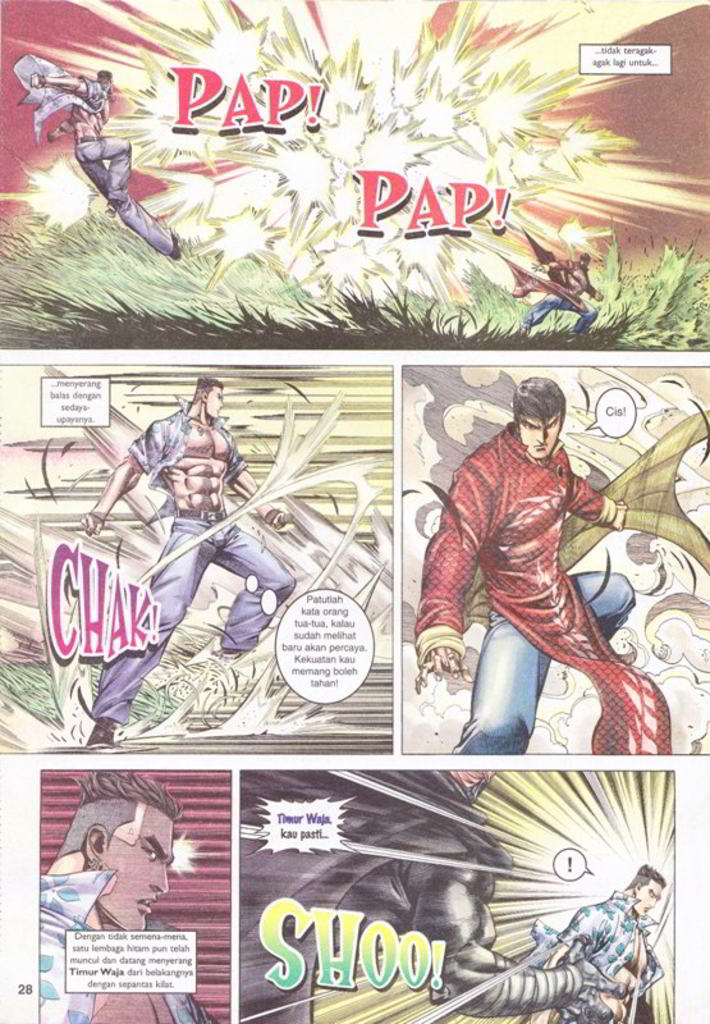 ...tidak teragak-
agak lagi untuk...
PAP!
PAP!
...menyerang
balas dengan
sedaya-
upayanya.
CHAK!
Patutlah
kata orang
tua-tua, kalau
sudah melihat
baru akan percaya.
Kekuatan kau
memang boleh
tahan!
Cis!
Dengan tidak semena-mena,
satu lembaga hitam pun telah
muncul dan datang menyerang
Timur Waja dari belakangnya
dengan sepantas kilat.
Timur Waja,
kau pasti...
!
SHOO!
28